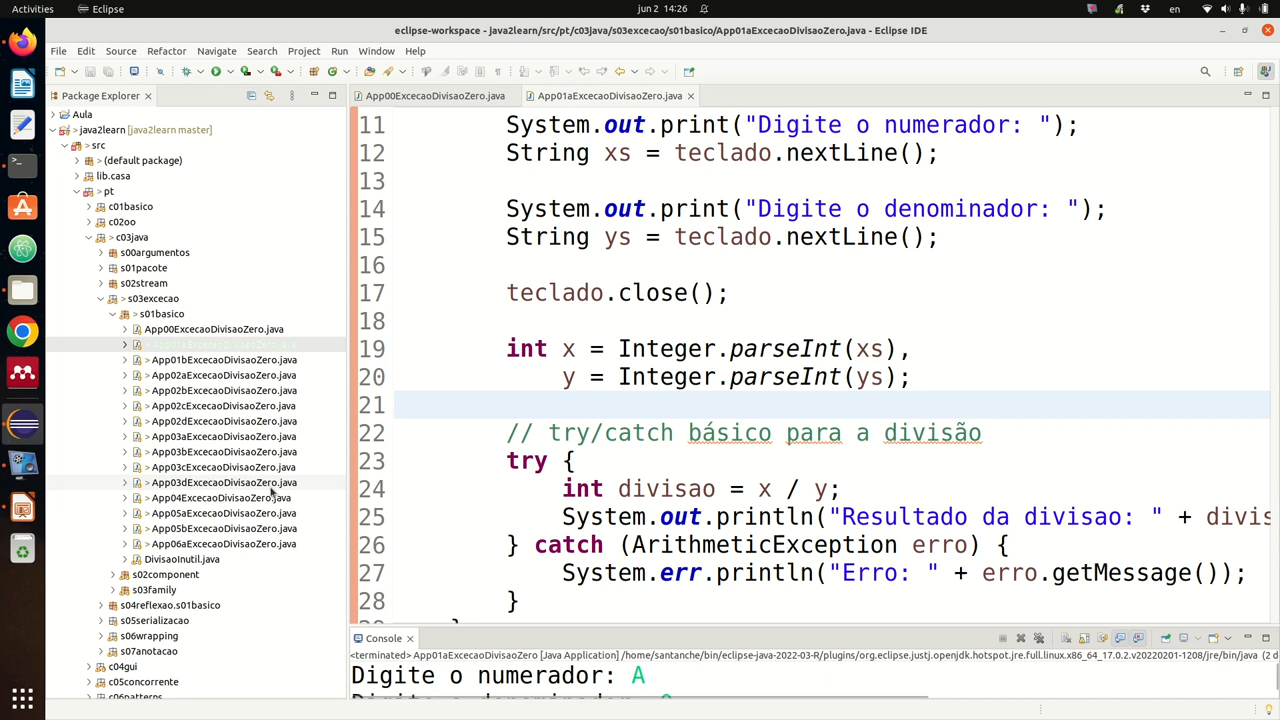 Activities
Eclipse
jun 2 14:26
en
eclipse-workspace - java2learn/src/pt/c03java/s03excecao/s01basico/App01aExcecaoDivisaoZero.java - Eclipse IDE
File Edit Source Refactor Navigate Search Project Run Window Help
Package Explorer
App00ExcecaoDivisaoZero.java
App01aExcecaoDivisaoZero.java
Aula
> java2learn [java2learn master]
> src
> (default package)
lib.casa
> pt
c01basico
c02oo
> c03java
s00argumentos
s01pacote
s02stream
> s03excecao
> s01basico
App00ExcecaoDivisaoZero.java
> App01bExcecaoDivisaoZero.java
> App02aExcecaoDivisaoZero.java
> App02bExcecaoDivisaoZero.java
> App02cExcecaoDivisaoZero.java
> App02dExcecaoDivisaoZero.java
> App03aExcecaoDivisaoZero.java
> App03bExcecaoDivisaoZero.java
> App03cExcecaoDivisaoZero.java
> App03dExcecaoDivisaoZero.java
> App04ExcecaoDivisaoZero.java
> App05aExcecaoDivisaoZero.java
> App05bExcecaoDivisaoZero.java
> App06aExcecaoDivisaoZero.java
DivisaoInutil.java
s02component
s03family
s04reflexao.s01basico
s05serializacao
s06wrapping
s07anotacao
c04gui
c05concorrente
c06patterns
11 System.out.print("Digite o numerador: ");
12 String xs = teclado.nextLine();
13
14 System.out.print("Digite o denominador: ");
15 String ys = teclado.nextLine();
16
17 teclado.close();
18
19 int x = Integer.parseInt(xs),
20 y = Integer.parseInt(ys);
21
22 // try/catch básico para a divisão
23 try {
24 int divisao = x / y;
25 System.out.println("Resultado da divisao: " + divis
26 } catch (ArithmeticException erro) {
27 System.err.println("Erro: " + erro.getMessage());
28 }
Console
<terminated> App01aExcecaoDivisaoZero [Java Application] /home/santanche/bin/eclipse-java-2022-03-R/plugins/org.eclipse.justj.openjdk.hotspot.jre.full.linux.x86_64_17.0.2.v20220201-1208/jre/bin/java (2 d
Digite o numerador: A